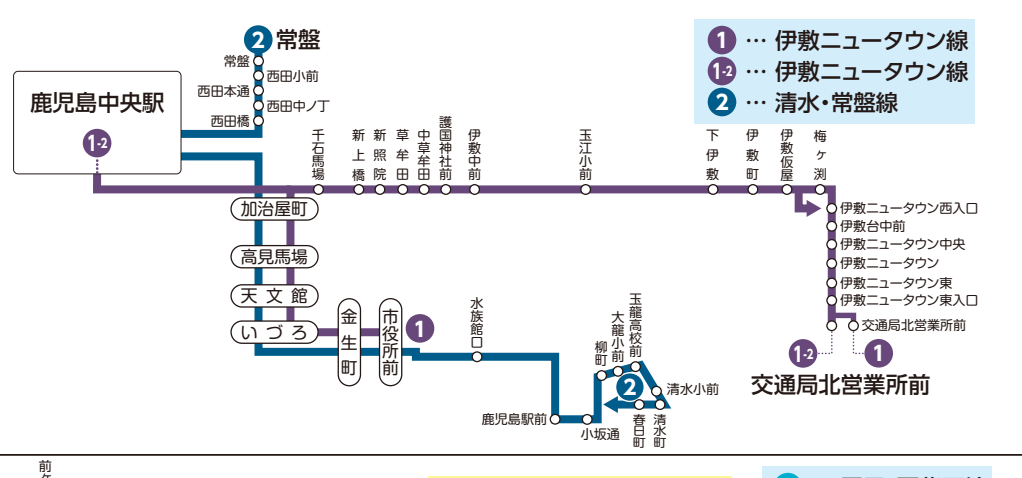 2 常盤
常盤
西田小前
西田本通
西田中ノ丁
西田橋
1 … 伊敷ニュータウン線
1-2 … 伊敷ニュータウン線
2 … 清水・常盤線
鹿児島中央駅
1-2
千石馬場
新上橋
新照院
草牟田
中草牟田
護国神社前
伊敷中前
玉江小前
下伊敷
伊敷町
伊敷仮屋
梅ヶ渕
加治屋町
高見馬場
天文館
いづろ
金生町
市役所前
1
伊敷ニュータウン西入口
伊敷台中前
伊敷ニュータウン中央
伊敷ニュータウン
伊敷ニュータウン東
伊敷ニュータウン東入口
交通局北営業所前
1-2
1
交通局北営業所前
水族館口
鹿児島駅前
小坂通
柳町
大龍小前
玉龍高校前
2
清水小前
清水町
春日町
前